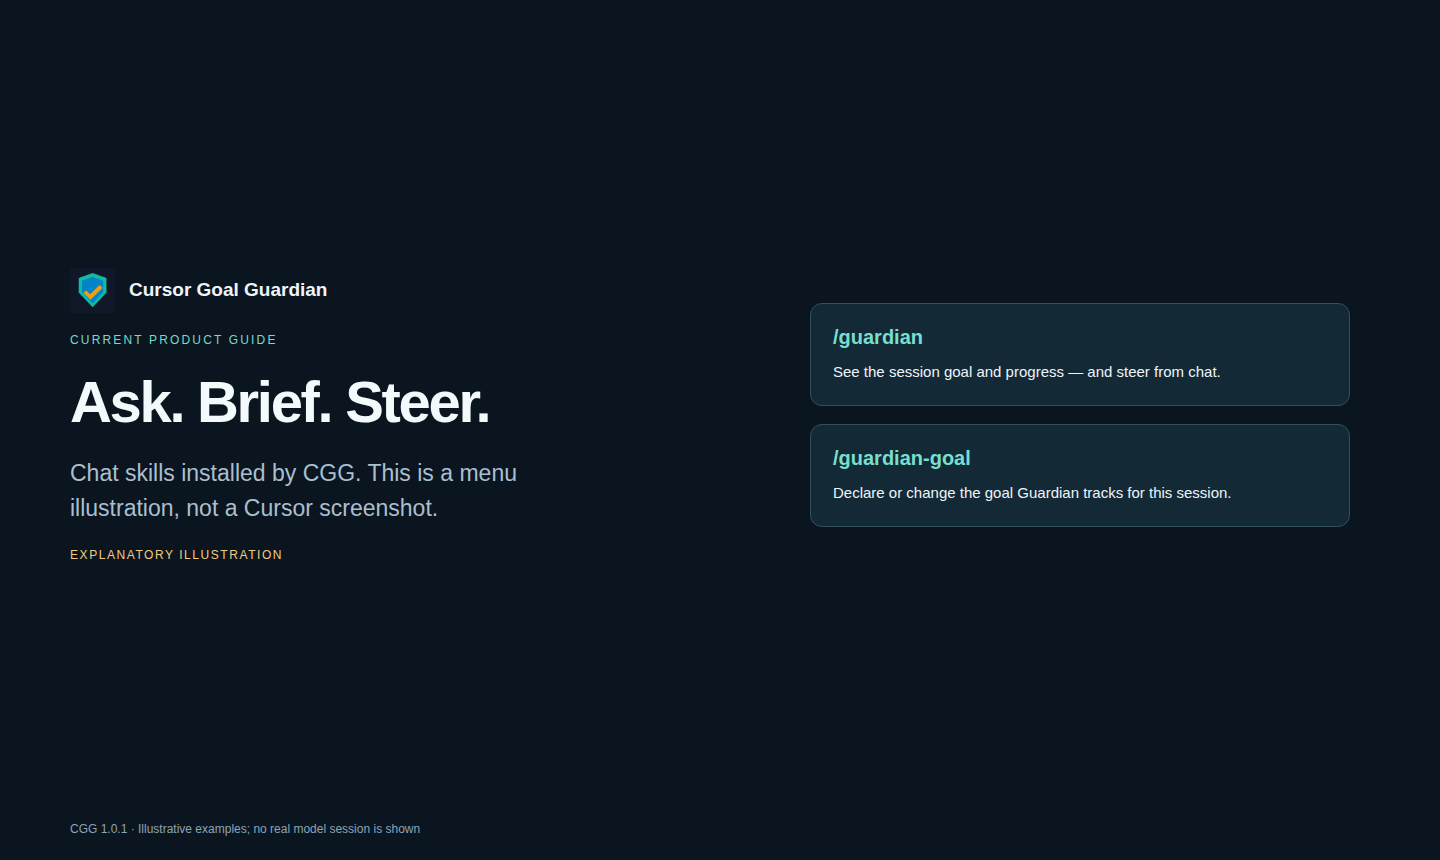 Cursor Goal Guardian
CURRENT PRODUCT GUIDE
Ask. Brief. Steer.
Chat skills installed by CGG. This is a menu
illustration, not a Cursor screenshot.
EXPLANATORY ILLUSTRATION
/guardian
See the session goal and progress — and steer from chat.
/guardian-goal
Declare or change the goal Guardian tracks for this session.
CGG 1.0.1 · Illustrative examples; no real model session is shown